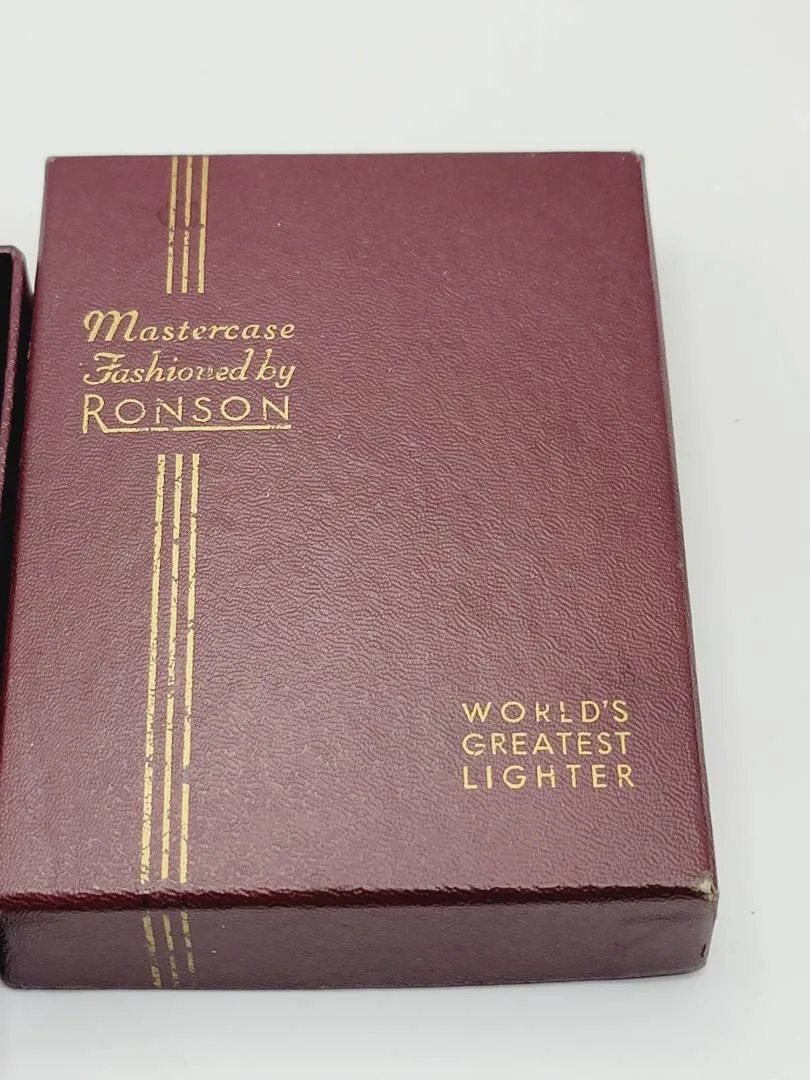 Mastercase
Fashioned by
RONSON
WORLD'S
GREATEST
LIGHTER